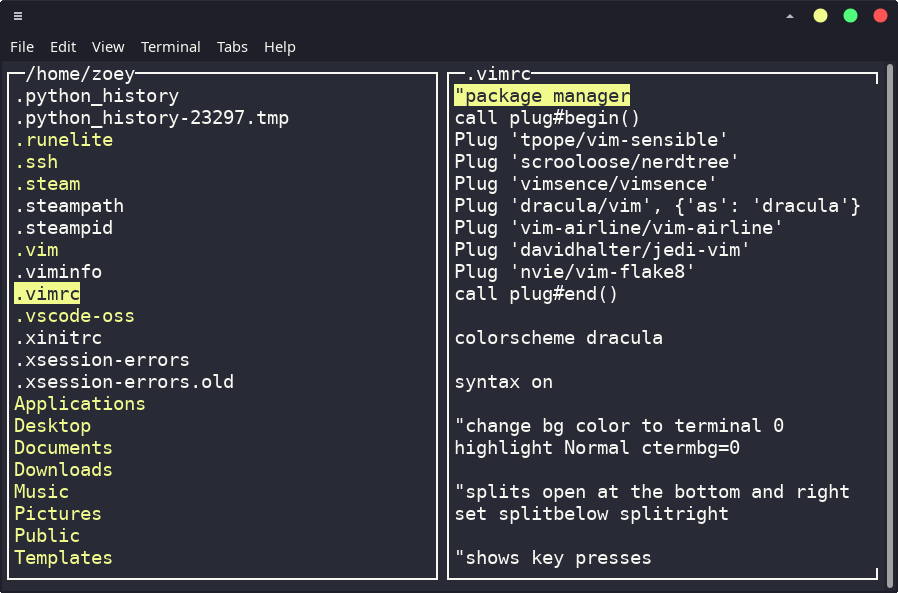 File Edit View Terminal Tabs Help
/home/zoey
.python_history
.python_history-23297.tmp
.runelite
.ssh
.steam
.steampath
.steampid
.vim
.viminfo
.vimrc
.vscode-oss
.xinitrc
.xsession-errors
.xsession-errors.old
Applications
Desktop
Documents
Downloads
Music
Pictures
Public
Templates
.vimrc
"package manager
call plug#begin()
Plug 'tpope/vim-sensible'
Plug 'scrooloose/nerdtree'
Plug 'vimsence/vimsence'
Plug 'dracula/vim', {'as': 'dracula'}
Plug 'vim-airline/vim-airline'
Plug 'davidhalter/jedi-vim'
Plug 'nvie/vim-flake8'
call plug#end()
colorscheme dracula
syntax on
"change bg color to terminal 0
highlight Normal ctermbg=0
"splits open at the bottom and right
set splitbelow splitright
"shows key presses